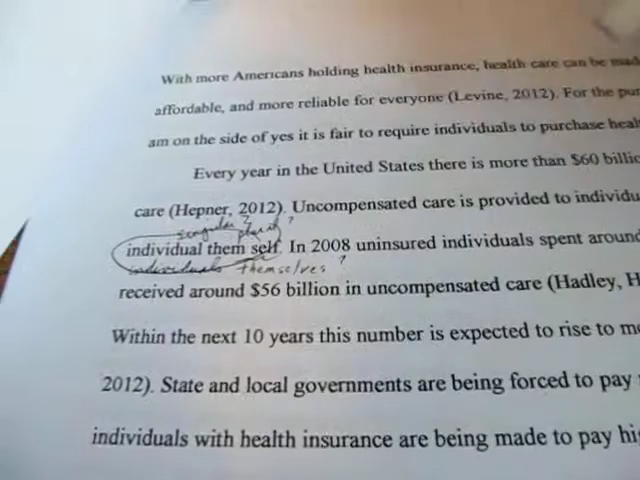 With more Americans holding health insurance, health care can be mad
affordable, and more reliable for everyone (Levine, 2012). For the pur
am on the side of yes it is fair to require individuals to purchase heal
Every year in the United States there is more than $60 billi
care (Hepner, 2012). Uncompensated care is provided to individu
singular? plural?
individual them self. In 2008 uninsured individuals spent around
individuals themselves?
received around $56 billion in uncompensated care (Hadley, H
Within the next 10 years this number is expected to rise to m
2012). State and local governments are being forced to pay
individuals with health insurance are being made to pay hi